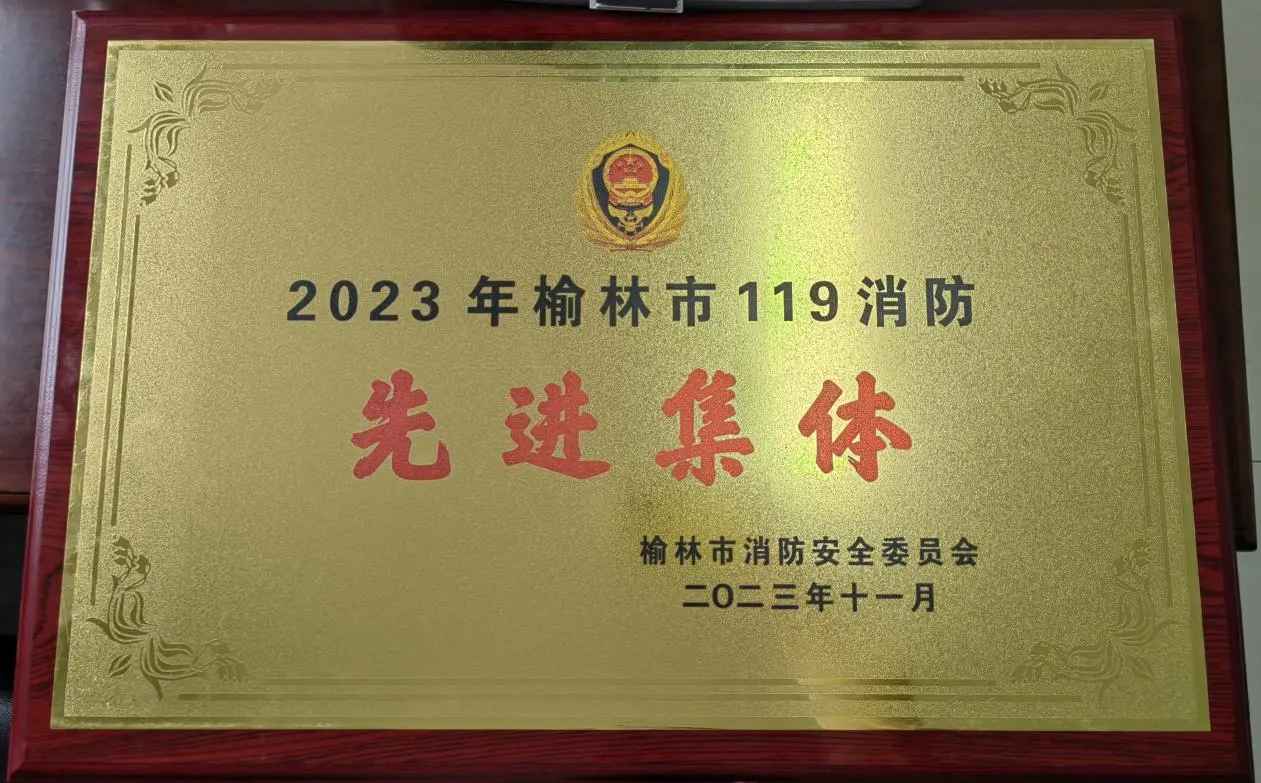 2023年榆林市119消防
先进集体
榆林市消防安全委员会
二〇二三年十一月